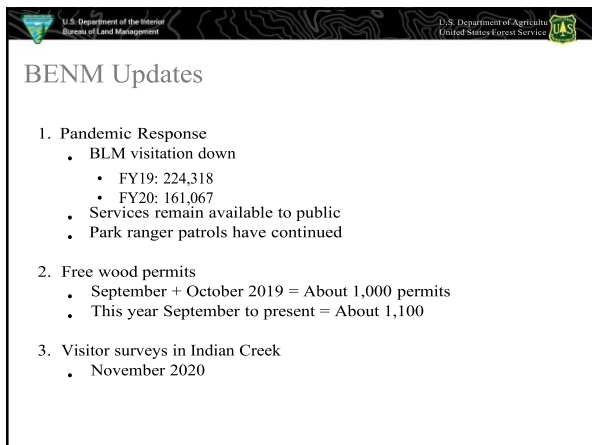 U.S. Department of the Interior
Bureau of Land Management
U.S. Department of Agricultu
United States Forest Service
UAS
BENM Updates
1. Pandemic Response
• BLM visitation down
• FY19: 224,318
• FY20: 161,067
• Services remain available to public
• Park ranger patrols have continued
2. Free wood permits
• September + October 2019 = About 1,000 permits
• This year September to present = About 1,100
3. Visitor surveys in Indian Creek
• November 2020